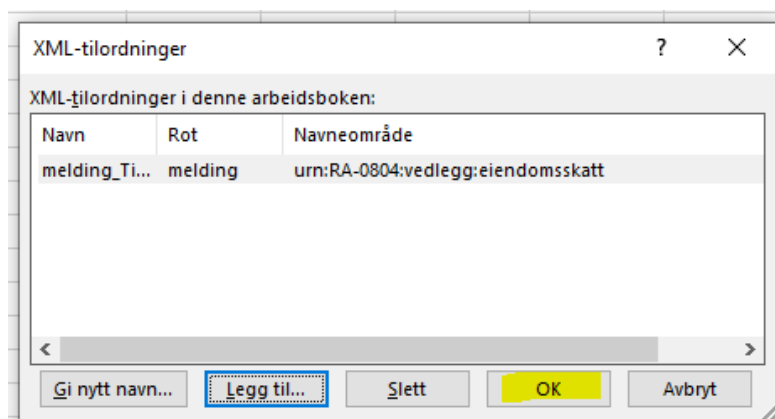 XML-tilordninger ?
XML-tilordninger i denne arbeidsboken:
Navn Rot Navneområde
melding_Ti... melding urn:RA-0804:vedlegg:eiendomsskatt
Gi nytt navn... Legg til... Slett OK Avbryt